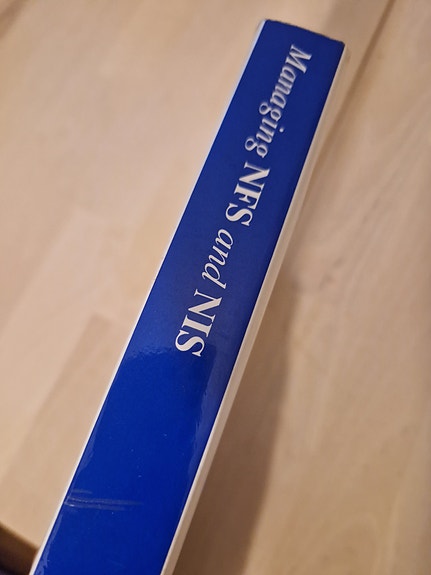 Managing NFS and NIS